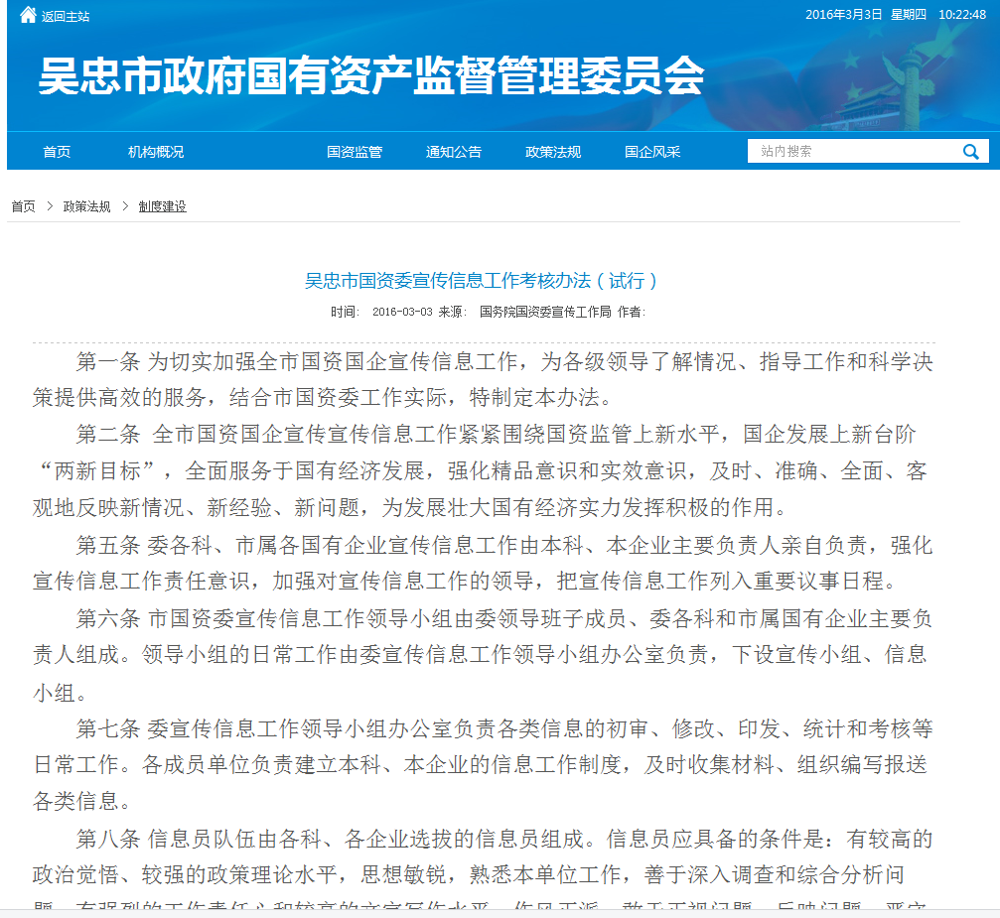 返回主站
2016年3月3日 星期四 10:22:48
吴忠市政府国有资产监督管理委员会
首页 机构概况 国资监管 通知公告 政策法规 国企风采 站内搜索
首页 > 政策法规 > 制度建设
吴忠市国资委宣传信息工作考核办法（试行）
时间： 2016-03-03 来源： 国务院国资委宣传工作局 作者：
第一条 为切实加强全市国资国企宣传信息工作，为各级领导了解情况、指导工作和科学决
策提供高效的服务，结合市国资委工作实际，特制定本办法。
第二条 全市国资国企宣传宣传信息工作紧紧围绕国资监管上新水平，国企发展上新台阶
“两新目标”，全面服务于国有经济发展，强化精品意识和实效意识，及时、准确、全面、客
观地反映新情况、新经验、新问题，为发展壮大国有经济实力发挥积极的作用。
第五条 委各科、市属各国有企业宣传信息工作由本科、本企业主要负责人亲自负责，强化
宣传信息工作责任意识，加强对宣传信息工作的领导，把宣传信息工作列入重要议事日程。
第六条 市国资委宣传信息工作领导小组由委领导班子成员、委各科和市属国有企业主要负
责人组成。领导小组的日常工作由委宣传信息工作领导小组办公室负责，下设宣传小组、信息
小组。
第七条 委宣传信息工作领导小组办公室负责各类信息的初审、修改、印发、统计和考核等
日常工作。各成员单位负责建立本科、本企业的信息工作制度，及时收集材料、组织编写报送
各类信息。
第八条 信息员队伍由各科、各企业选拔的信息员组成。信息员应具备的条件是：有较高的
政治觉悟、较强的政策理论水平，思想敏锐，熟悉本单位工作，善于深入调查和综合分析问
题，有强烈的工作责任心和较高的文字写作水平，作风正派，敢于正视问题、反映问题，严守